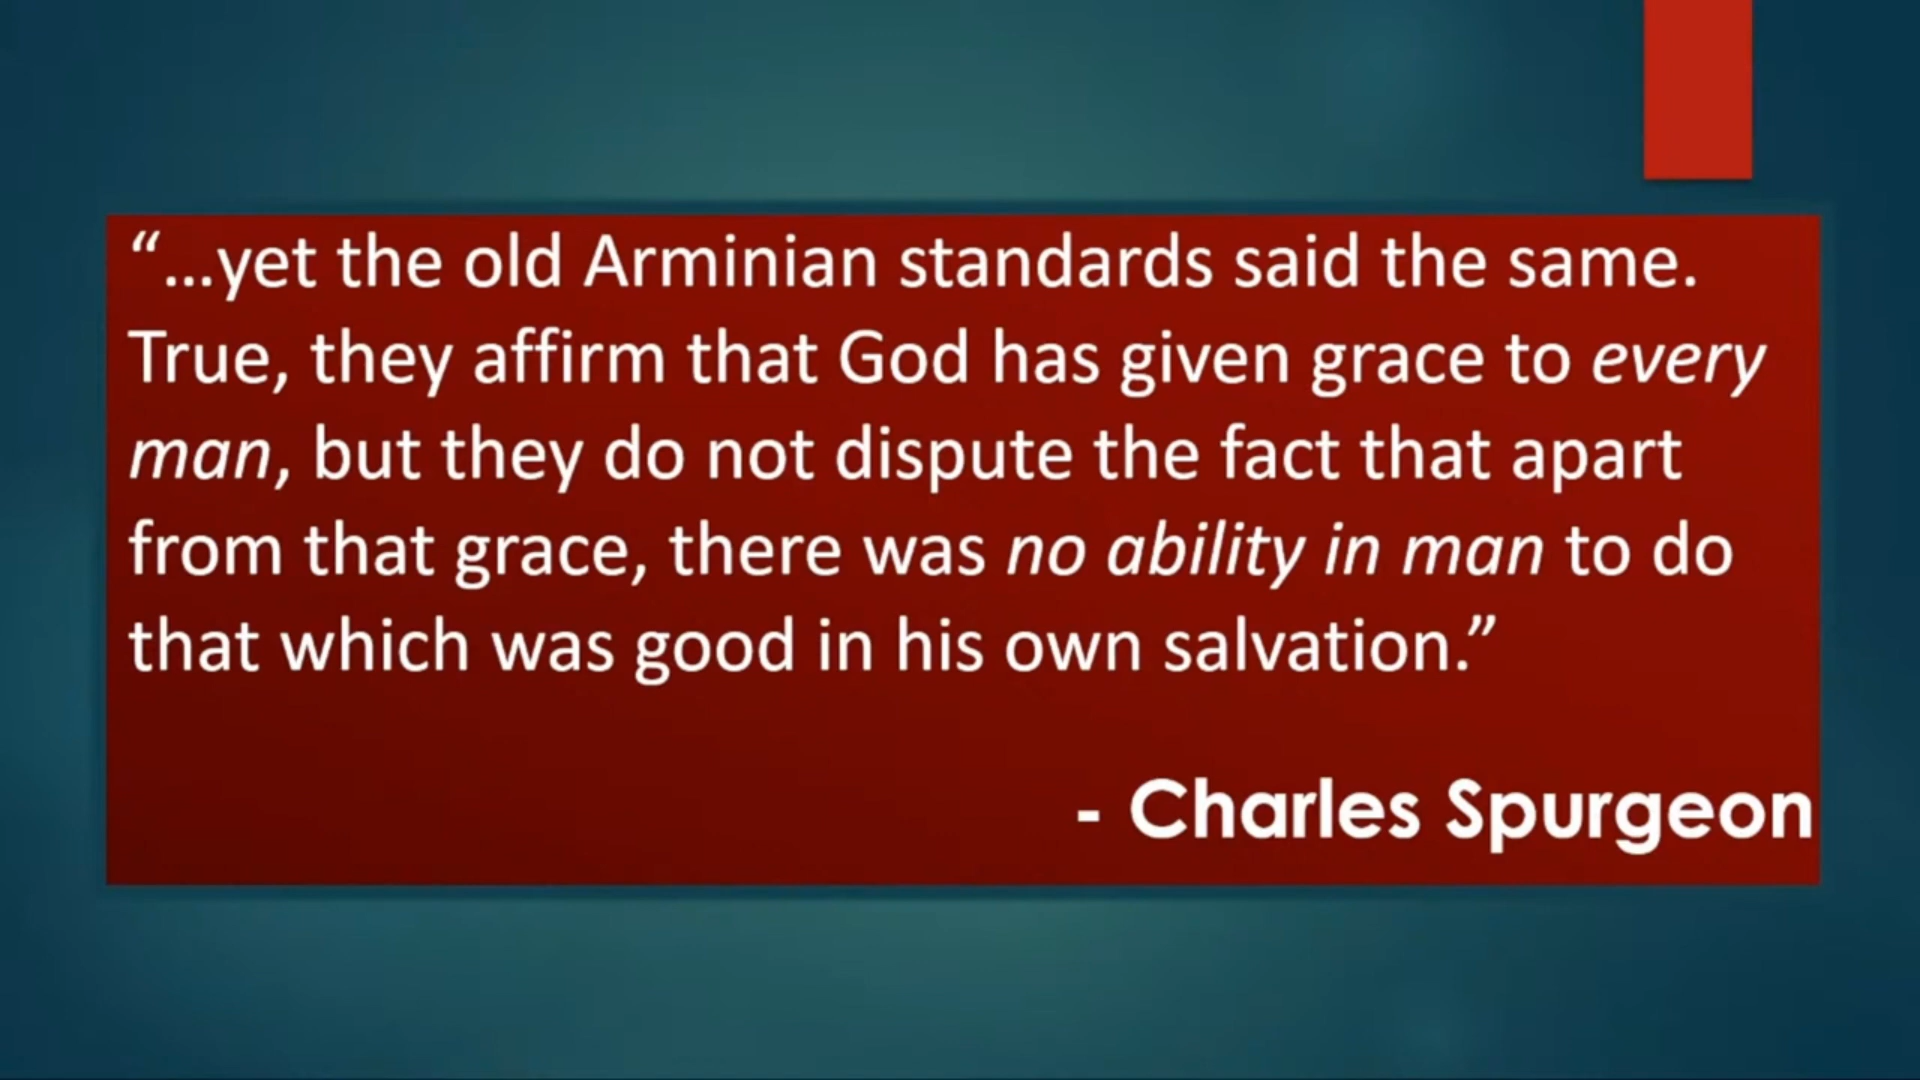 “...yet the old Arminian standards said the same.
True, they affirm that God has given grace to every
man, but they do not dispute the fact that apart
from that grace, there was no ability in man to do
that which was good in his own salvation.”
- Charles Spurgeon